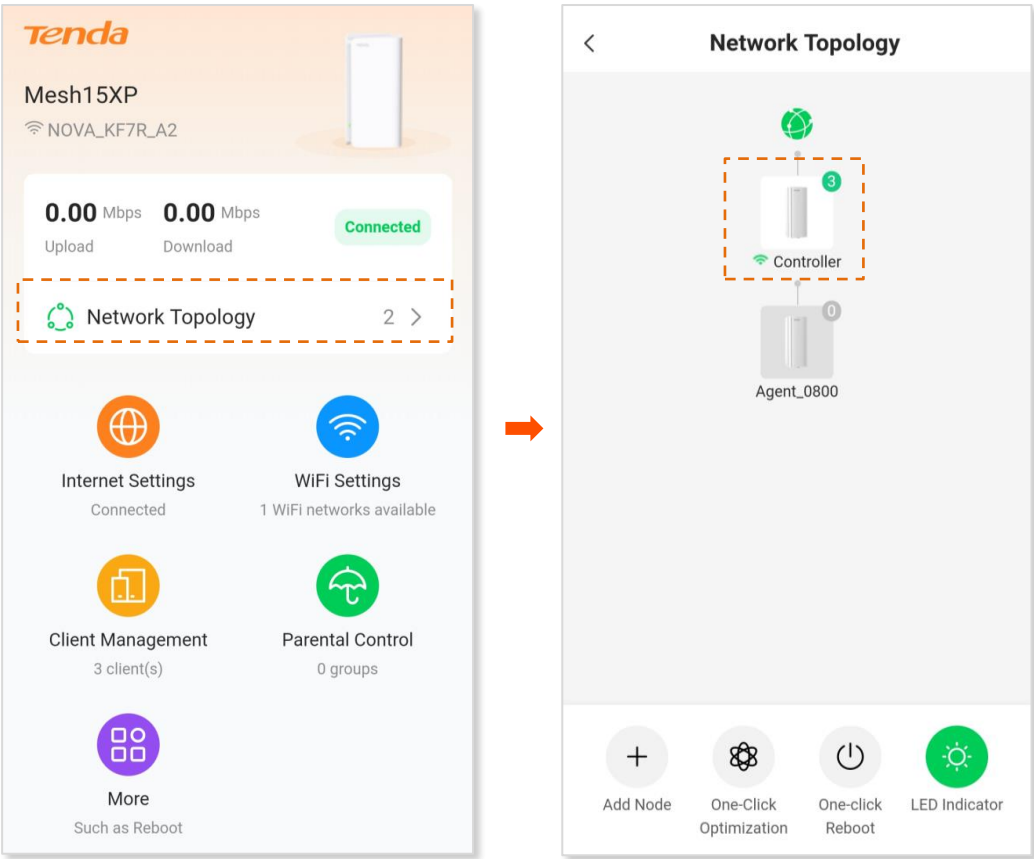 Tenda
Mesh15XP
NOVA_KF7R_A2
0.00 Mbps 0.00 Mbps
Upload Download
Connected
Network Topology 2
Internet Settings
Connected
WiFi Settings
1 WiFi networks available
Client Management
3 client(s)
Parental Control
0 groups
More
Such as Reboot
Network Topology
3
Controller
0
Agent_0800
Add Node
One-Click
Optimization
One-click
Reboot
LED Indicator